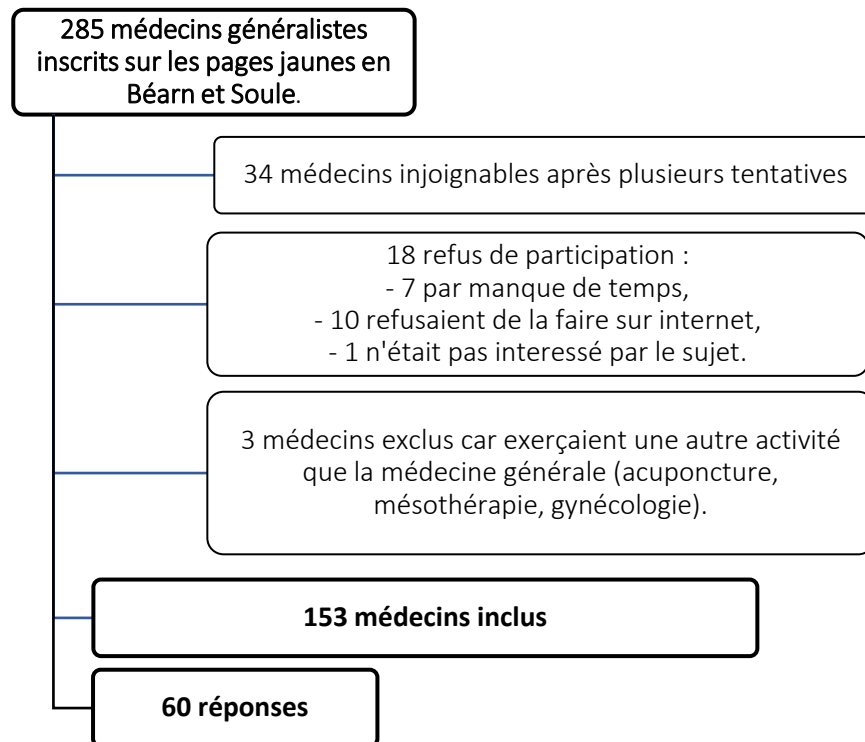 285 médecins généralistes
inscrits sur les pages jaunes en
Béarn et Soule.
34 médecins injoignables après plusieurs tentatives
18 refus de participation :
- 7 par manque de temps,
- 10 refusaient de la faire sur internet,
- 1 n'était pas interessé par le sujet.
3 médecins exclus car exerçaient une autre activité
que la médecine générale (acuponcture,
mésothérapie, gynécologie).
153 médecins inclus
60 réponses